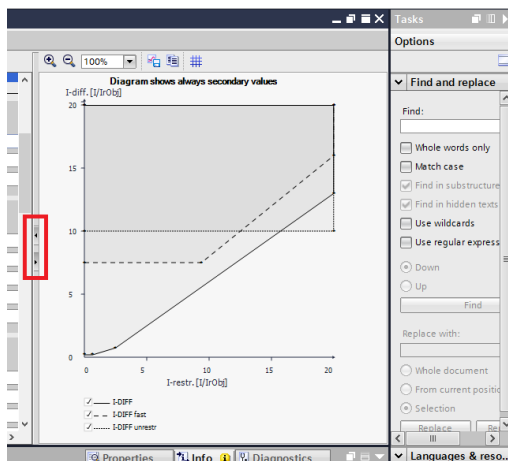 Tasks
Options
100%
Find and replace
Diagram shows always secondary values
I-diff. [I/IrObj]
20
15
10
5
0
0 5 10 15 20
I-restr. [I/IrObj]
I-DIFF
I-DIFF fast
I-DIFF unrestr
Find:
Whole words only
Match case
Find in substructure
Find in hidden texts
Use wildcards
Use regular express
Down
Up
Find
Replace with:
Whole document
From current positic
Selection
Replace
Properties Info Diagnostics
Languages & reso..